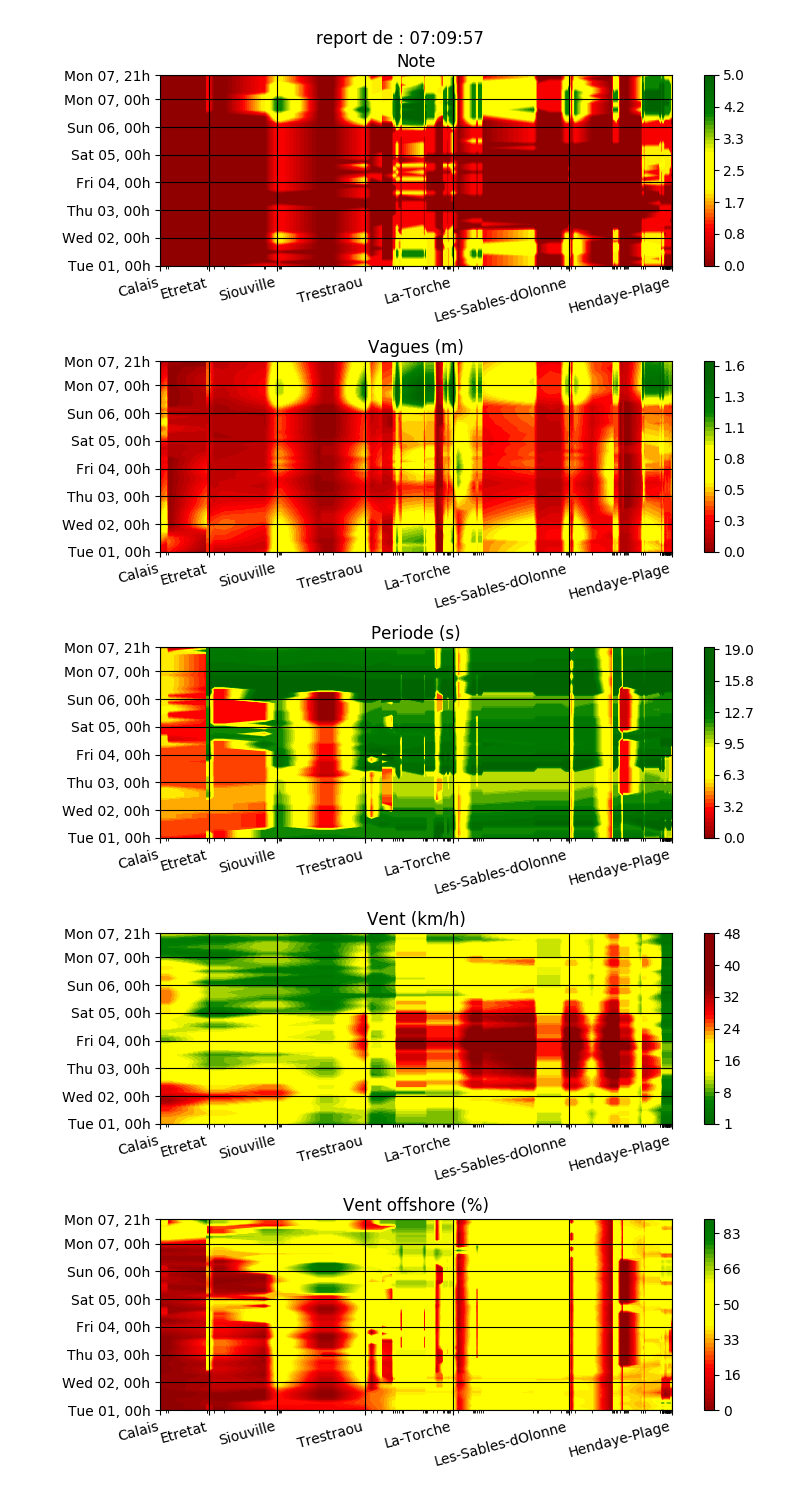 report de : 07:09:57
Note
Mon 07, 21h
Mon 07, 00h
Sun 06, 00h
Sat 05, 00h
Fri 04, 00h
Thu 03, 00h
Wed 02, 00h
Tue 01, 00h
Calais
Etretat
Siouville
Trestraou
La-Torche
Les-Sables-dOlonne
Hendaye-Plage
5.0
4.2
3.3
2.5
1.7
0.8
0.0
Vagues (m)
Mon 07, 21h
Mon 07, 00h
Sun 06, 00h
Sat 05, 00h
Fri 04, 00h
Thu 03, 00h
Wed 02, 00h
Tue 01, 00h
Calais
Etretat
Siouville
Trestraou
La-Torche
Les-Sables-dOlonne
Hendaye-Plage
1.6
1.3
1.1
0.8
0.5
0.3
0.0
Periode (s)
Mon 07, 21h
Mon 07, 00h
Sun 06, 00h
Sat 05, 00h
Fri 04, 00h
Thu 03, 00h
Wed 02, 00h
Tue 01, 00h
Calais
Etretat
Siouville
Trestraou
La-Torche
Les-Sables-dOlonne
Hendaye-Plage
19.0
15.8
12.7
9.5
6.3
3.2
0.0
Vent (km/h)
Mon 07, 21h
Mon 07, 00h
Sun 06, 00h
Sat 05, 00h
Fri 04, 00h
Thu 03, 00h
Wed 02, 00h
Tue 01, 00h
Calais
Etretat
Siouville
Trestraou
La-Torche
Les-Sables-dOlonne
Hendaye-Plage
48
40
32
24
16
8
1
Vent offshore (%)
Mon 07, 21h
Mon 07, 00h
Sun 06, 00h
Sat 05, 00h
Fri 04, 00h
Thu 03, 00h
Wed 02, 00h
Tue 01, 00h
Calais
Etretat
Siouville
Trestraou
La-Torche
Les-Sables-dOlonne
Hendaye-Plage
83
66
50
33
16
0